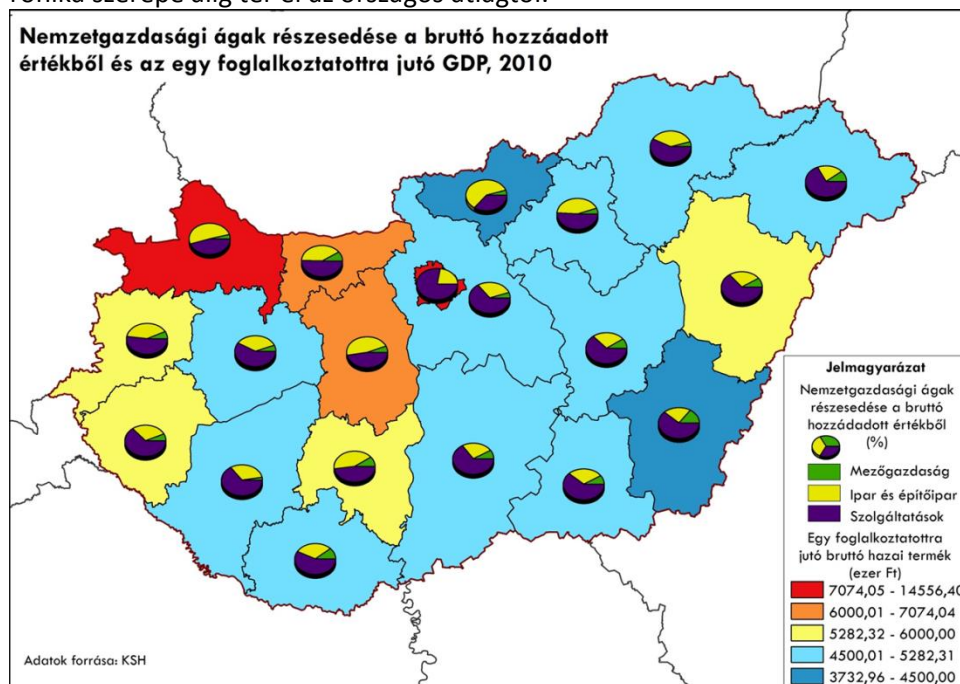 Nemzetgazdasági ágak részesedése a bruttó hozzáadott
értékből és az egy foglalkoztatottra jutó GDP, 2010
Jelmagyarázat
Nemzetgazdasági ágak
részesedése a bruttó
hozzádadott értékből
(%)
Mezőgazdaság
Ipar és építőipar
Szolgáltatások
Egy foglalkoztatottra
jutó bruttó hazai termék
(ezer Ft)
7074,05 - 14556,40
6000,01 - 7074,04
5282,32 - 6000,00
4500,01 - 5282,31
3732,96 - 4500,00
Adatok forrása: KSH